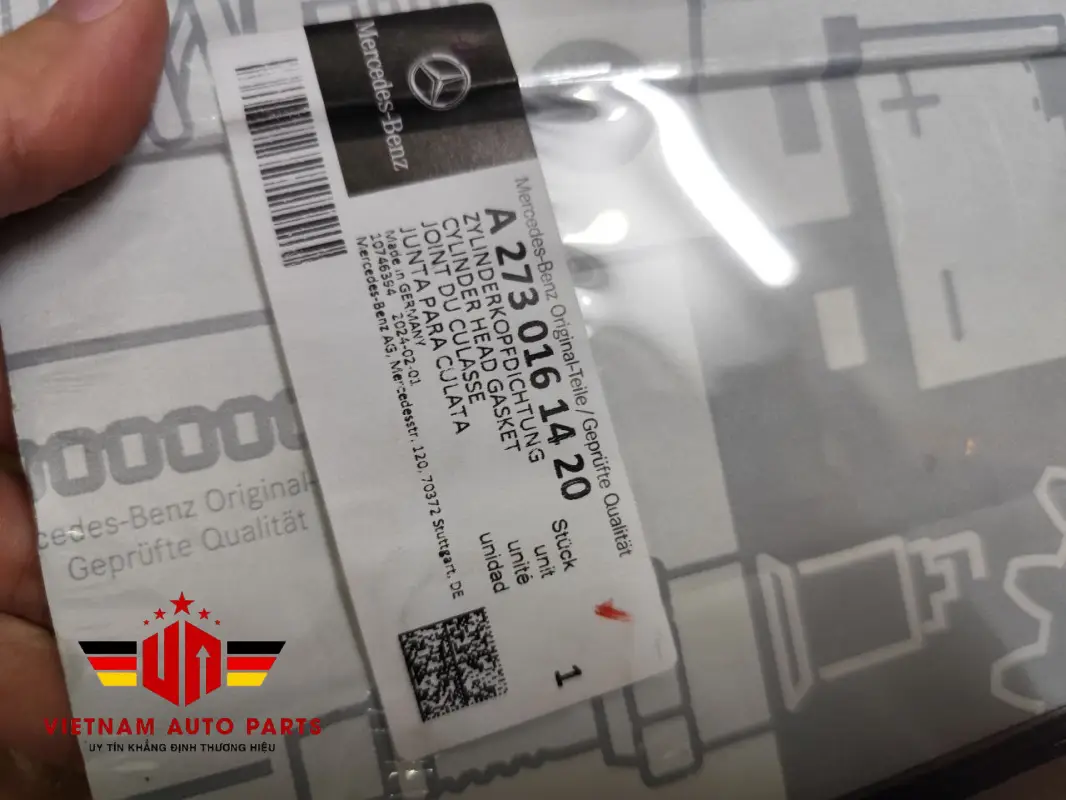 Mercedes-Benz
Mercedes-Benz Original-Teile/Geprüfte Qualität
A 273 016 14 20
ZYLINDERKOPFDICHTUNG
CYLINDER HEAD GASKET
JOINT DU CULASSE
JUNTA PARA CULATA
Stück
unit
unité
unidad
1
Made in GERMANY
10746394 2024-02-01
Mercedes-Benz AG, Mercedesstr. 120, 70372 Stuttgart, DE
cedes-Benz Original-
Geprüfte Qualität
VIETNAM AUTO PARTS
UY TÍN KHẲNG ĐỊNH THƯƠNG HIỆU